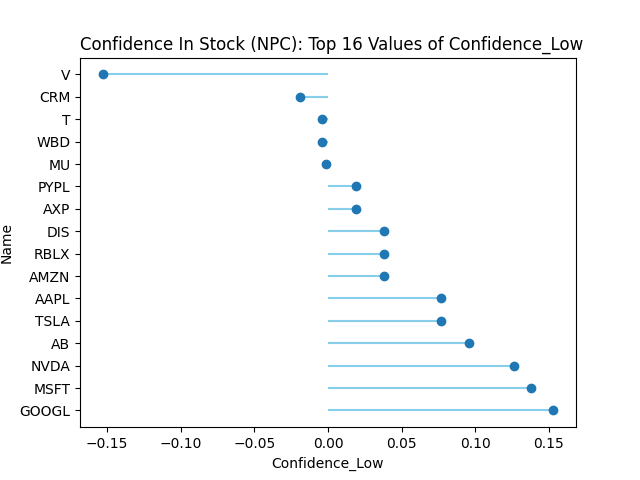 Confidence In Stock (NPC): Top 16 Values of Confidence_Low
V
CRM
T
WBD
MU
PYPL
AXP
DIS
RBLX
AMZN
AAPL
TSLA
AB
NVDA
MSFT
GOOGL
Name
−0.15 −0.10 −0.05 0.00 0.05 0.10 0.15
Confidence_Low